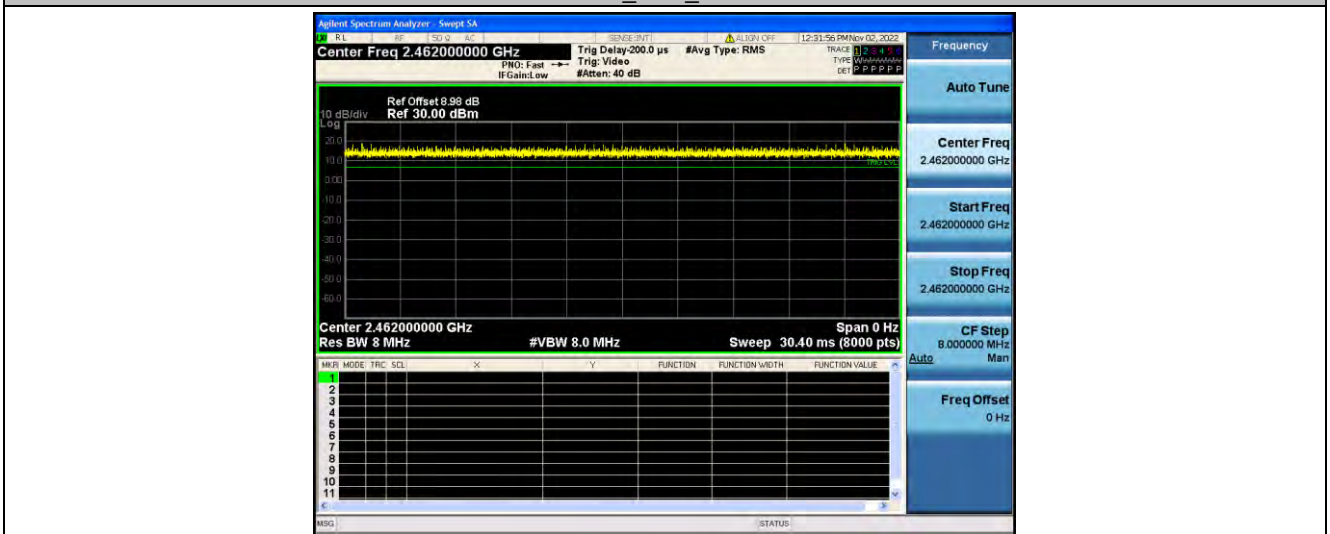 Agilent Spectrum Analyzer - Swept SA
RL RF 50 Ω AC SENSE:INT ALIGN OFF 12:31:56 PM Nov 02, 2022
Center Freq 2.462000000 GHz
PNO: Fast
IFGain:Low
Trig Delay-200.0 µs
Trig: Video
#Atten: 40 dB
#Avg Type: RMS
TRACE 1 2 3 4 5 6
TYPE
DET P P P P P P
Ref Offset 8.98 dB
10 dB/div Ref 30.00 dBm
Log
20.0
10.0
TRIG LVL
0.00
-10.0
-20.0
-30.0
-40.0
-50.0
-60.0
Center 2.462000000 GHz Span 0 Hz
Res BW 8 MHz #VBW 8.0 MHz Sweep 30.40 ms (8000 pts)
MKR MODE TRC SCL X Y FUNCTION FUNCTION WIDTH FUNCTION VALUE
1
2
3
4
5
6
7
8
9
10
11
MSG STATUS
Frequency
Auto Tune
Center Freq
2.462000000 GHz
Start Freq
2.462000000 GHz
Stop Freq
2.462000000 GHz
CF Step
8.000000 MHz
Auto Man
Freq Offset
0 Hz